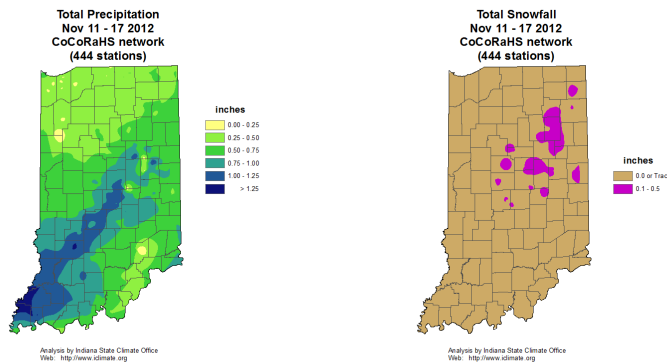 Total Precipitation
Nov 11 - 17 2012
CoCoRaHS network
(444 stations)
inches
0.00 - 0.25
0.25 - 0.50
0.50 - 0.75
0.75 - 1.00
1.00 - 1.25
> 1.25
Analysis by Indiana State Climate Office
Web: http://www.iclimate.org
Total Snowfall
Nov 11 - 17 2012
CoCoRaHS network
(444 stations)
inches
0.0 or Trac
0.1 - 0.5
Analysis by Indiana State Climate Office
Web: http://www.iclimate.org